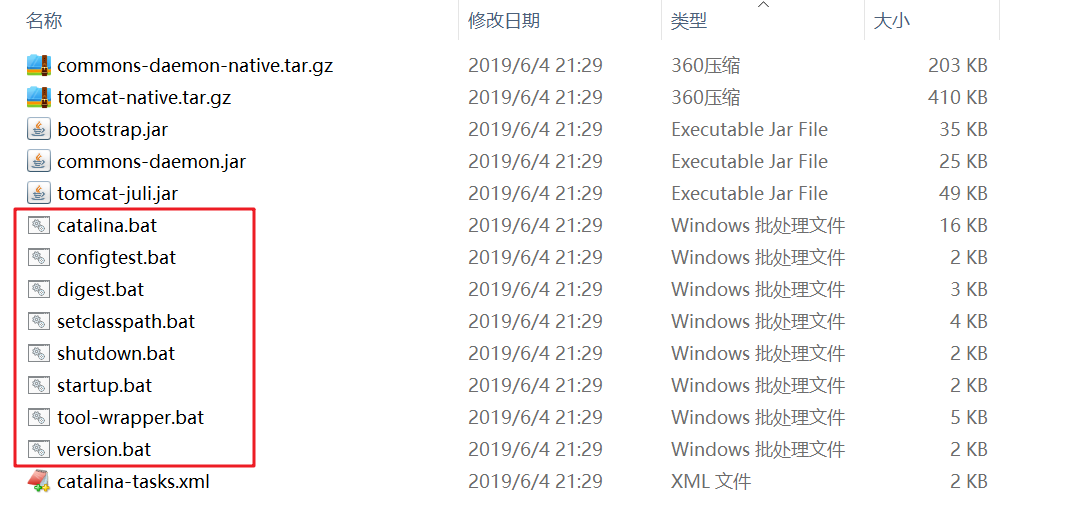 名称 修改日期 类型 大小
commons-daemon-native.tar.gz 2019/6/4 21:29 360压缩 203 KB
tomcat-native.tar.gz 2019/6/4 21:29 360压缩 410 KB
bootstrap.jar 2019/6/4 21:29 Executable Jar File 35 KB
commons-daemon.jar 2019/6/4 21:29 Executable Jar File 25 KB
tomcat-juli.jar 2019/6/4 21:29 Executable Jar File 49 KB
catalina.bat 2019/6/4 21:29 Windows 批处理文件 16 KB
configtest.bat 2019/6/4 21:29 Windows 批处理文件 2 KB
digest.bat 2019/6/4 21:29 Windows 批处理文件 3 KB
setclasspath.bat 2019/6/4 21:29 Windows 批处理文件 4 KB
shutdown.bat 2019/6/4 21:29 Windows 批处理文件 2 KB
startup.bat 2019/6/4 21:29 Windows 批处理文件 2 KB
tool-wrapper.bat 2019/6/4 21:29 Windows 批处理文件 5 KB
version.bat 2019/6/4 21:29 Windows 批处理文件 2 KB
catalina-tasks.xml 2019/6/4 21:29 XML 文件 2 KB